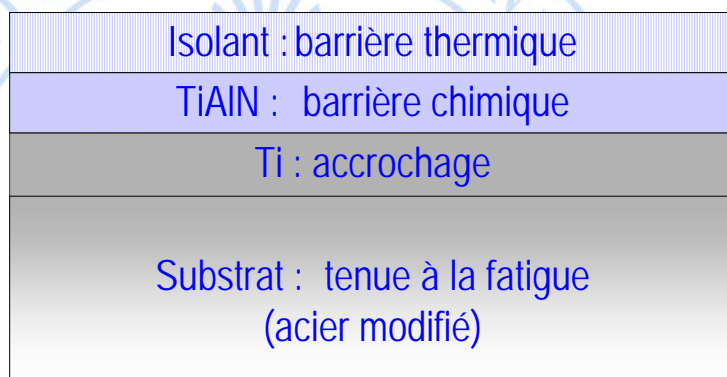 Isolant : barrière thermique
TiAlN : barrière chimique
Ti : accrochage
Substrat : tenue à la fatigue
(acier modifié)